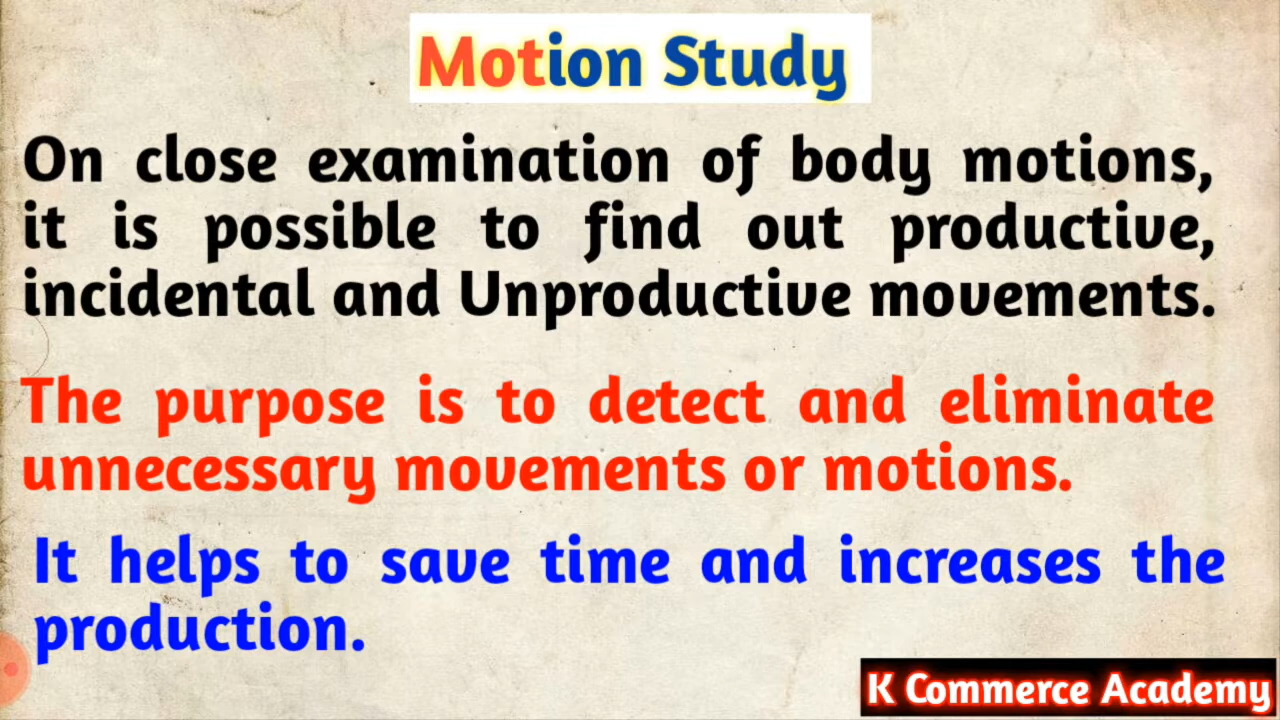 Motion Study
On close examination of body motions,
it is possible to find out productive,
incidental and Unproductive movements.
The purpose is to detect and eliminate
unnecessary movements or motions.
It helps to save time and increases the
production.
K Commerce Academy